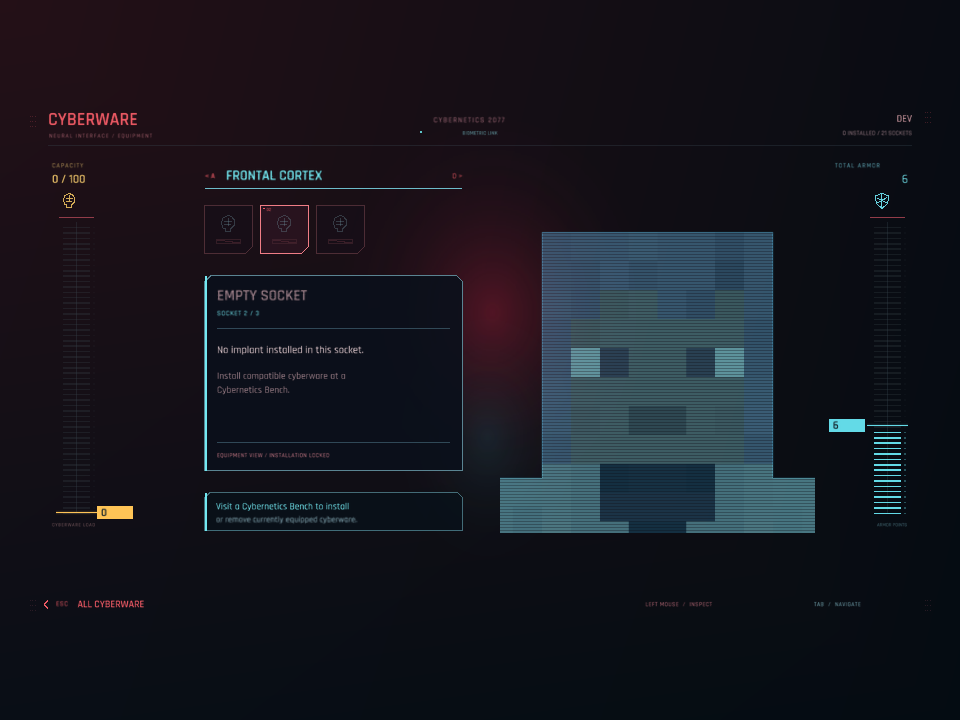 CYBERWARE
NEURAL INTERFACE / EQUIPMENT
CYBERNETICS 2077
BIOMETRIC LINK
DEV
0 INSTALLED / 21 SOCKETS
CAPACITY
0 / 100
< A FRONTAL CORTEX D >
TOTAL ARMOR
6
EMPTY SOCKET
SOCKET 2 / 3
No implant installed in this socket.
Install compatible cyberware at a
Cybernetics Bench.
EQUIPMENT VIEW / INSTALLATION LOCKED
6
0
CYBERWARE LOAD
ARMOR POINTS
Visit a Cybernetics Bench to install
or remove currently equipped cyberware.
ESC ALL CYBERWARE
LEFT MOUSE / INSPECT
TAB / NAVIGATE